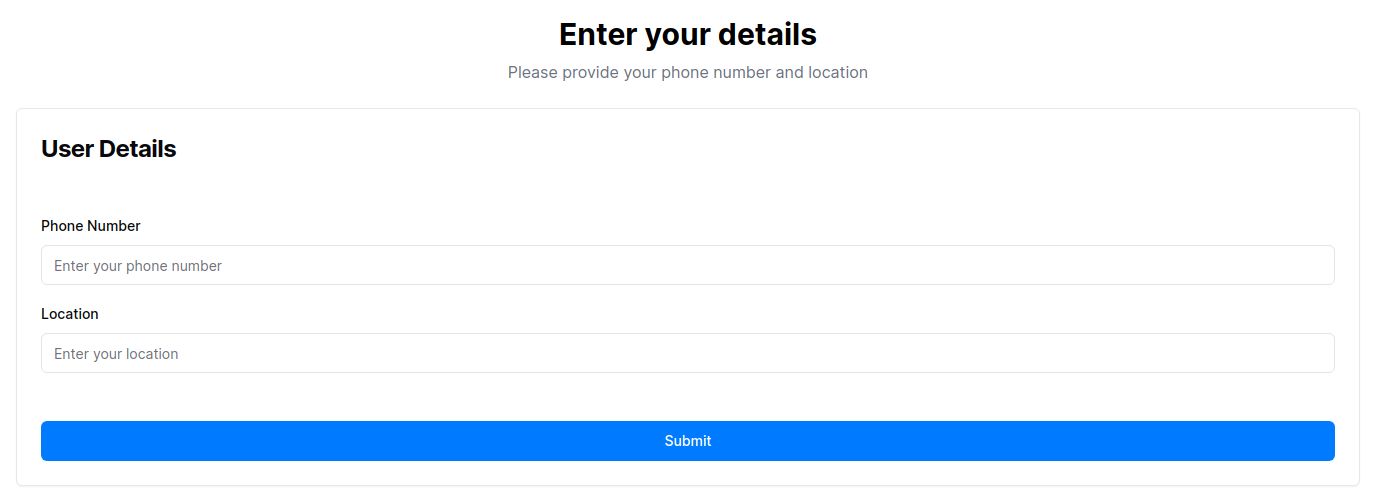 Enter your details
Please provide your phone number and location
User Details
Phone Number
Enter your phone number
Location
Enter your location
Submit